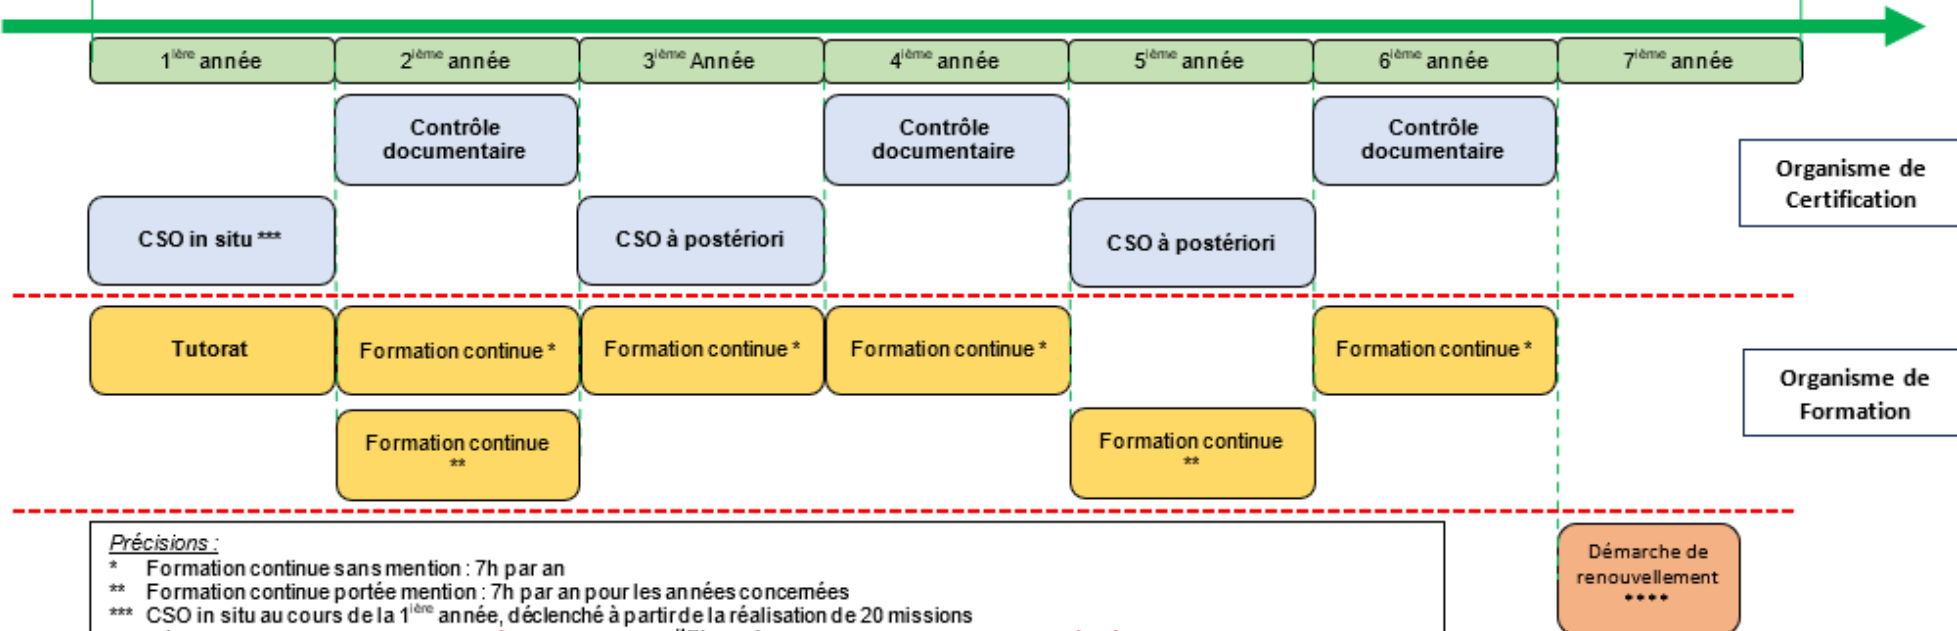 1ière année
2ième année
3ième Année
4ième année
5ième année
6ième année
7ième année
Contrôle
documentaire
Contrôle
documentaire
Contrôle
documentaire
Organisme de
Certification
CSO in situ ***
CSO à postériori
CSO à postériori
Tutorat
Formation continue *
Formation continue *
Formation continue *
Formation continue *
Organisme de
Formation
Formation continue
**
Formation continue
**
Précisions :
* Formation continue sans mention : 7h par an
** Formation continue portée mention : 7h par an pour les années concernées
*** CSO in situ au cours de la 1ière année, déclenché à partir de la réalisation de 20 missions
Démarche de
renouvellement
****